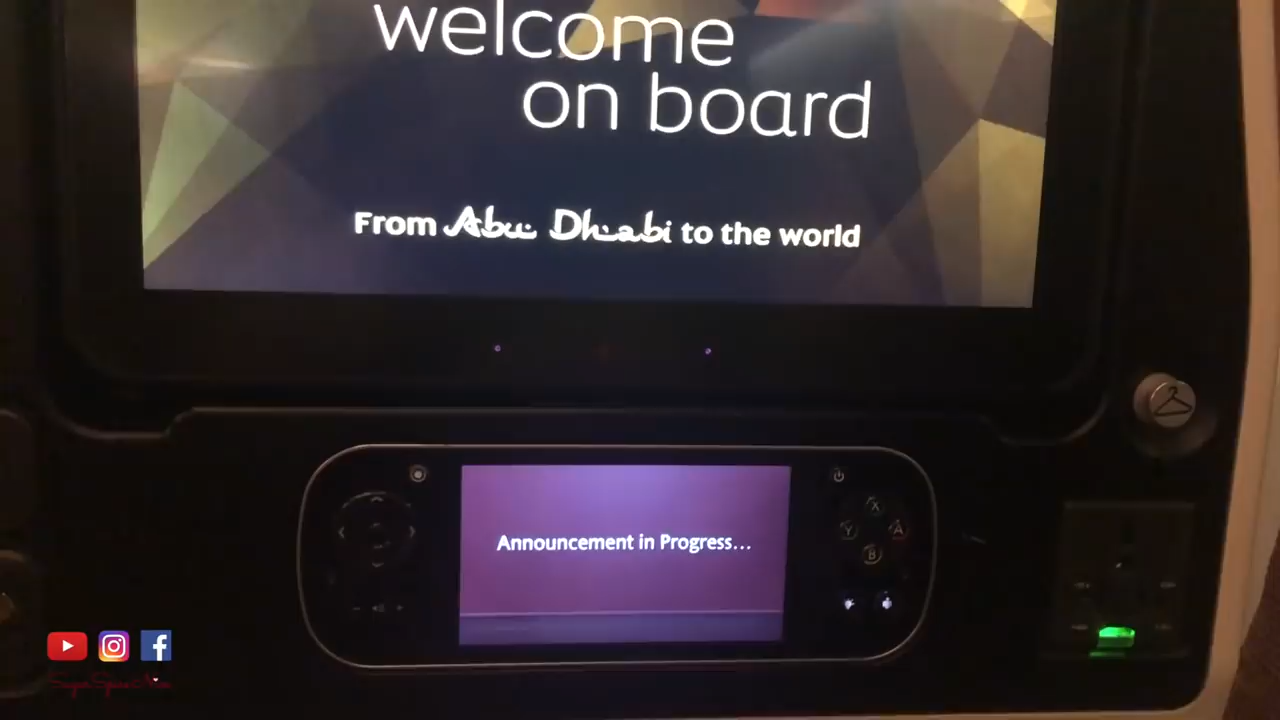 welcome
on board
From Abu Dhabi to the world
Announcement in Progress...
X
Y A
B